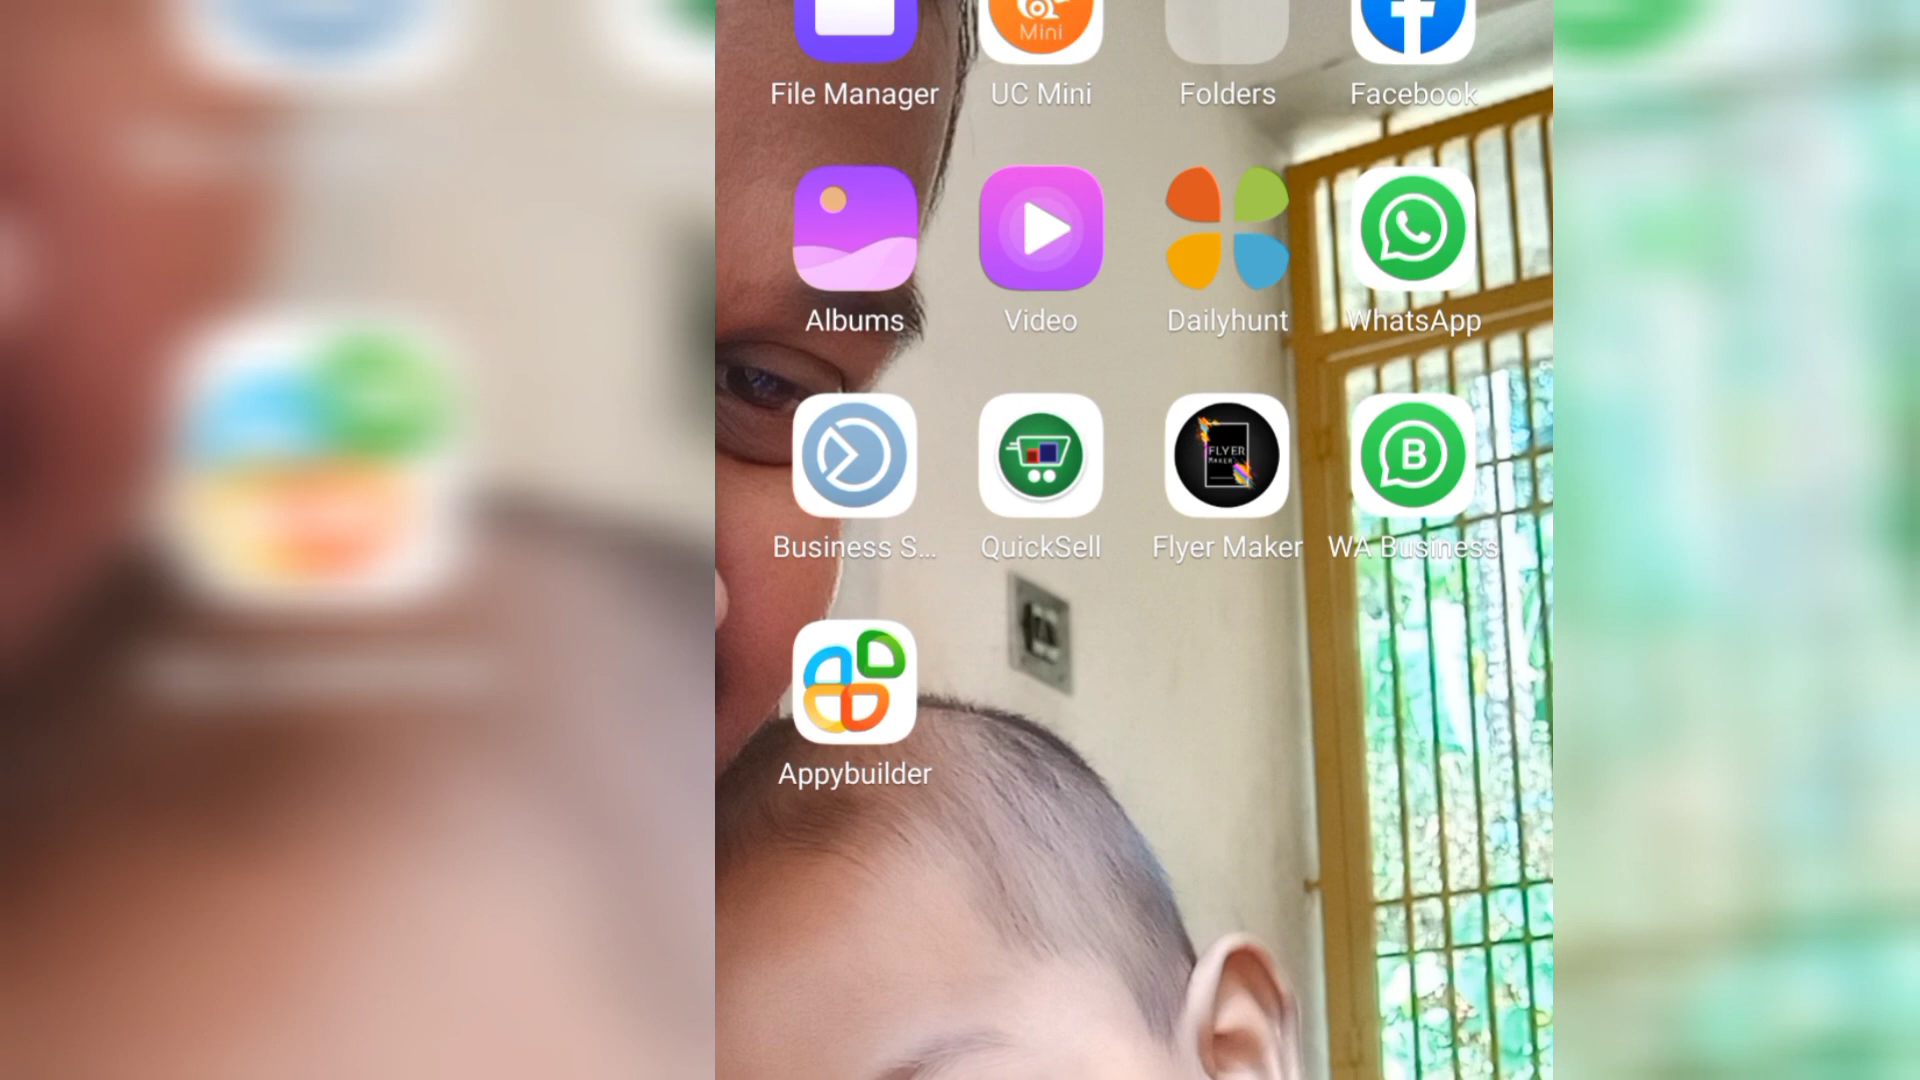 Mini
File Manager UC Mini Folders Facebook
Albums Video Dailyhunt WhatsApp
FLYER
MAKER
B
Business S... QuickSell Flyer Maker WA Business
Appybuilder